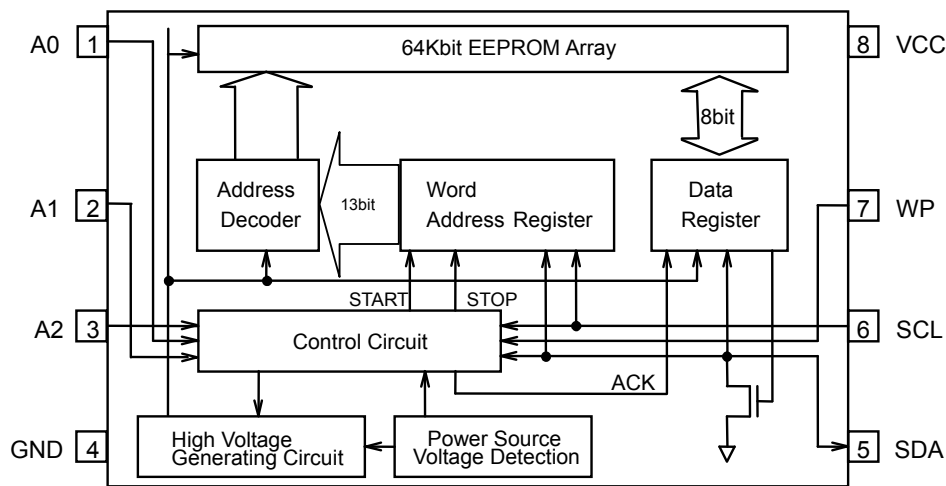 A0 1
64Kbit EEPROM Array
8 VCC
8bit
A1 2
Address
Decoder
13bit
Word
Address Register
Data
Register
7 WP
START
STOP
A2 3
Control Circuit
6 SCL
ACK
GND 4
High Voltage
Generating Circuit
Power Source
Voltage Detection
5 SDA